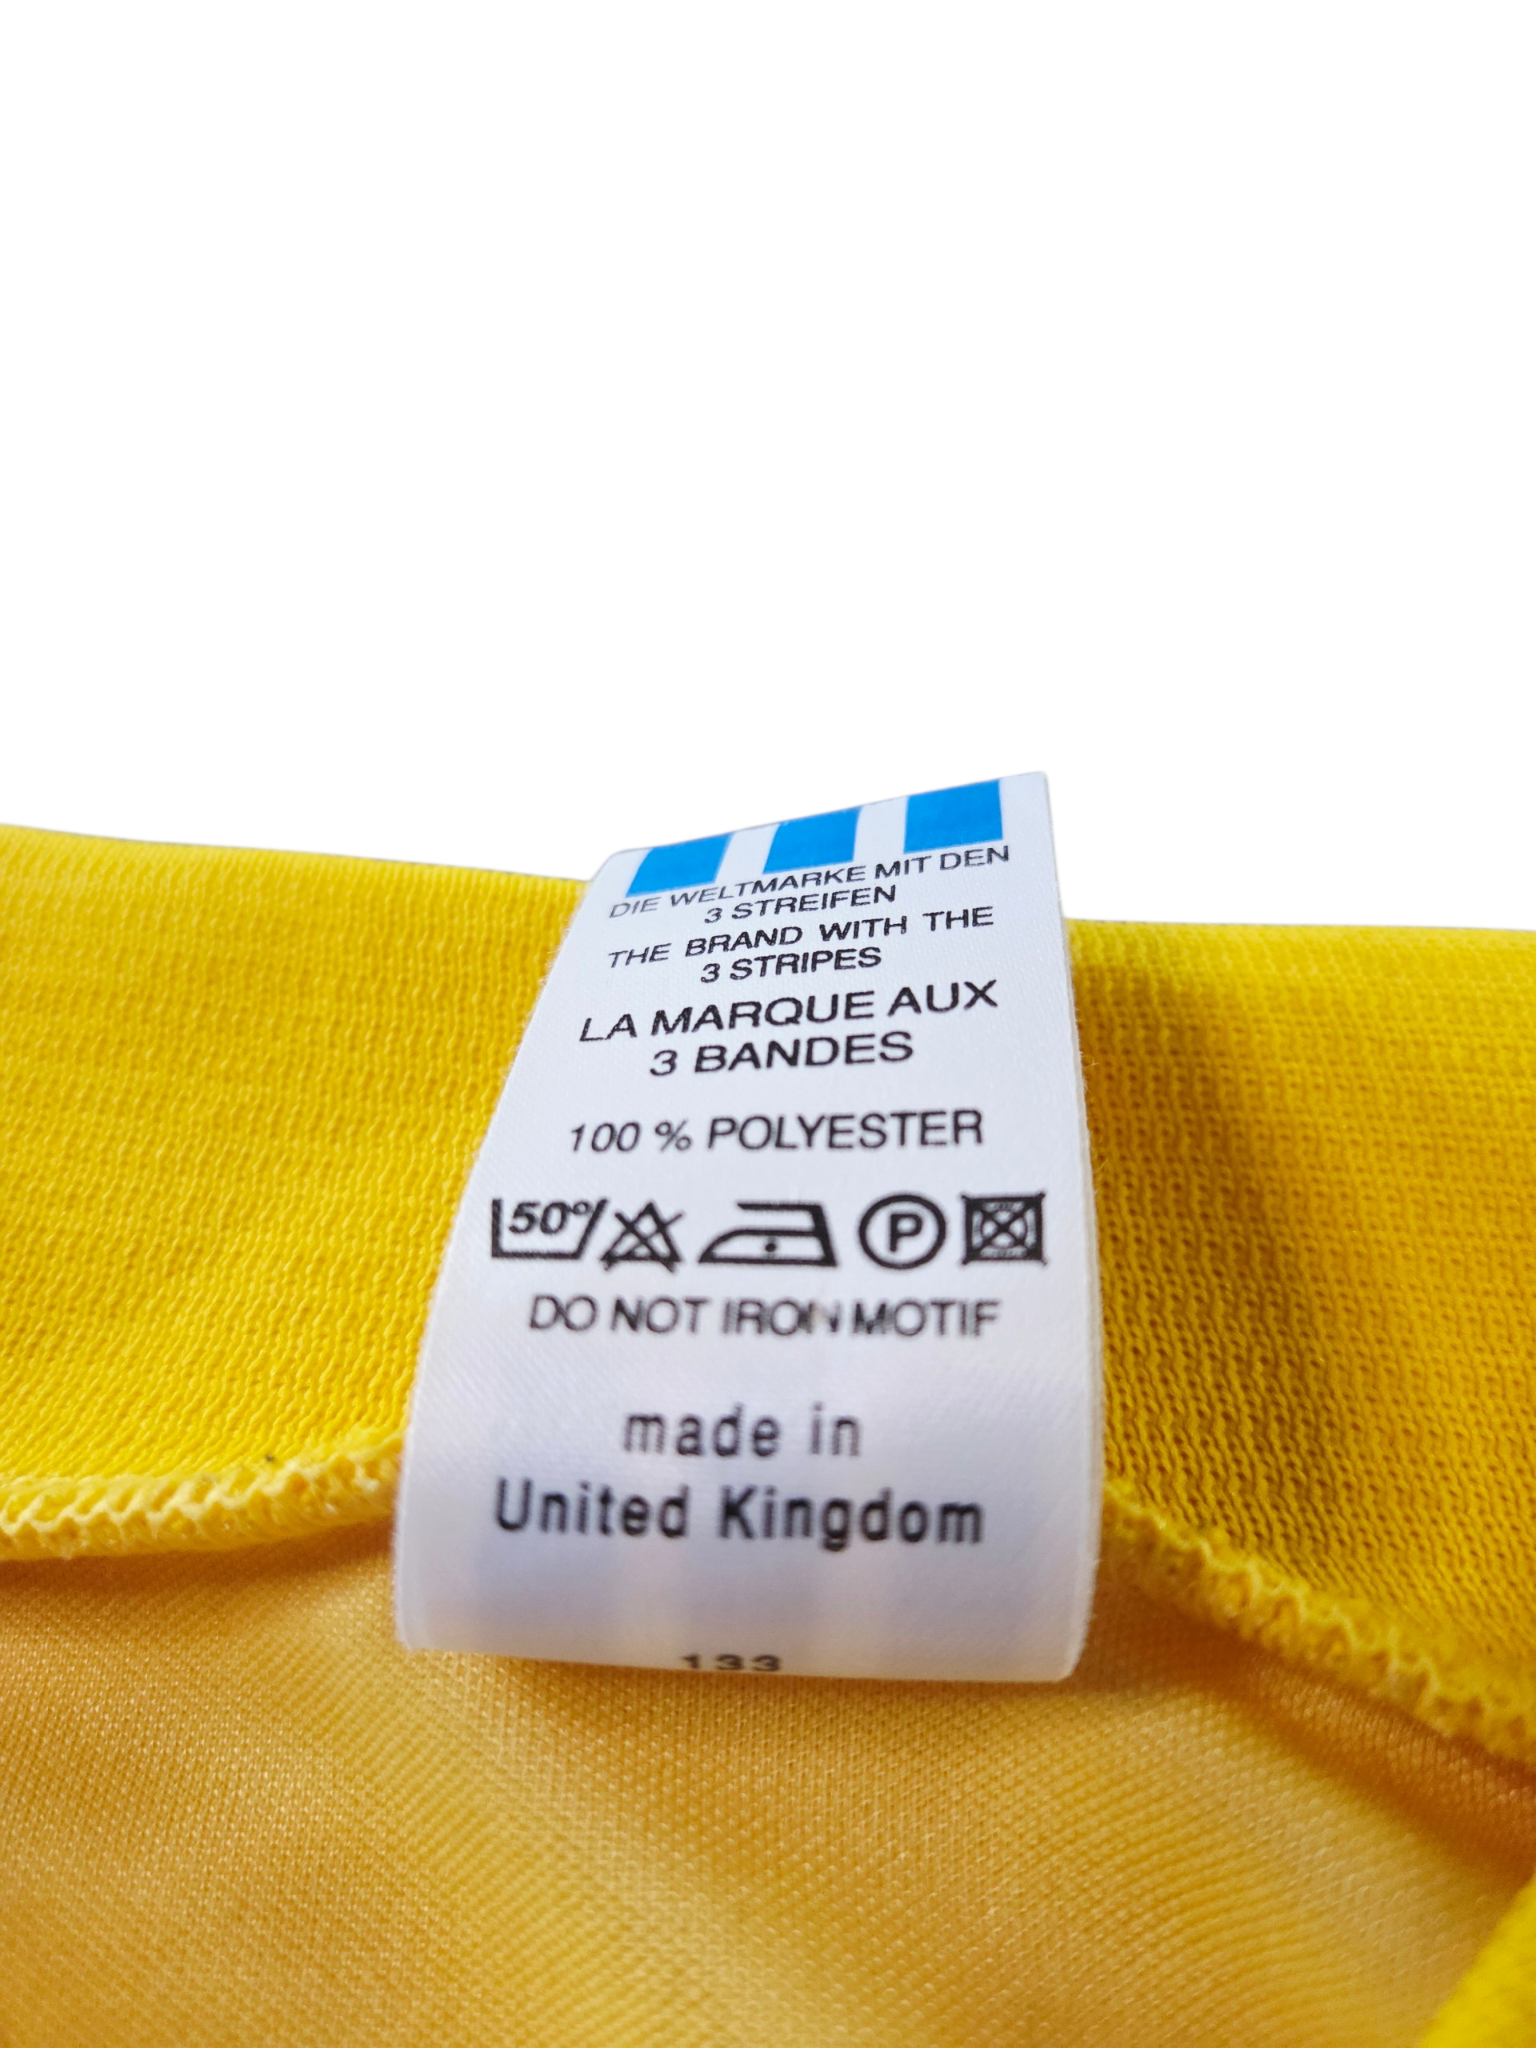 DIE WELTMARKE MIT DEN
3 STREIFEN
THE BRAND WITH THE
3 STRIPES
LA MARQUE AUX
3 BANDES
100 % POLYESTER
50°
P
DO NOT IRON MOTIF
made in
United Kingdom
133